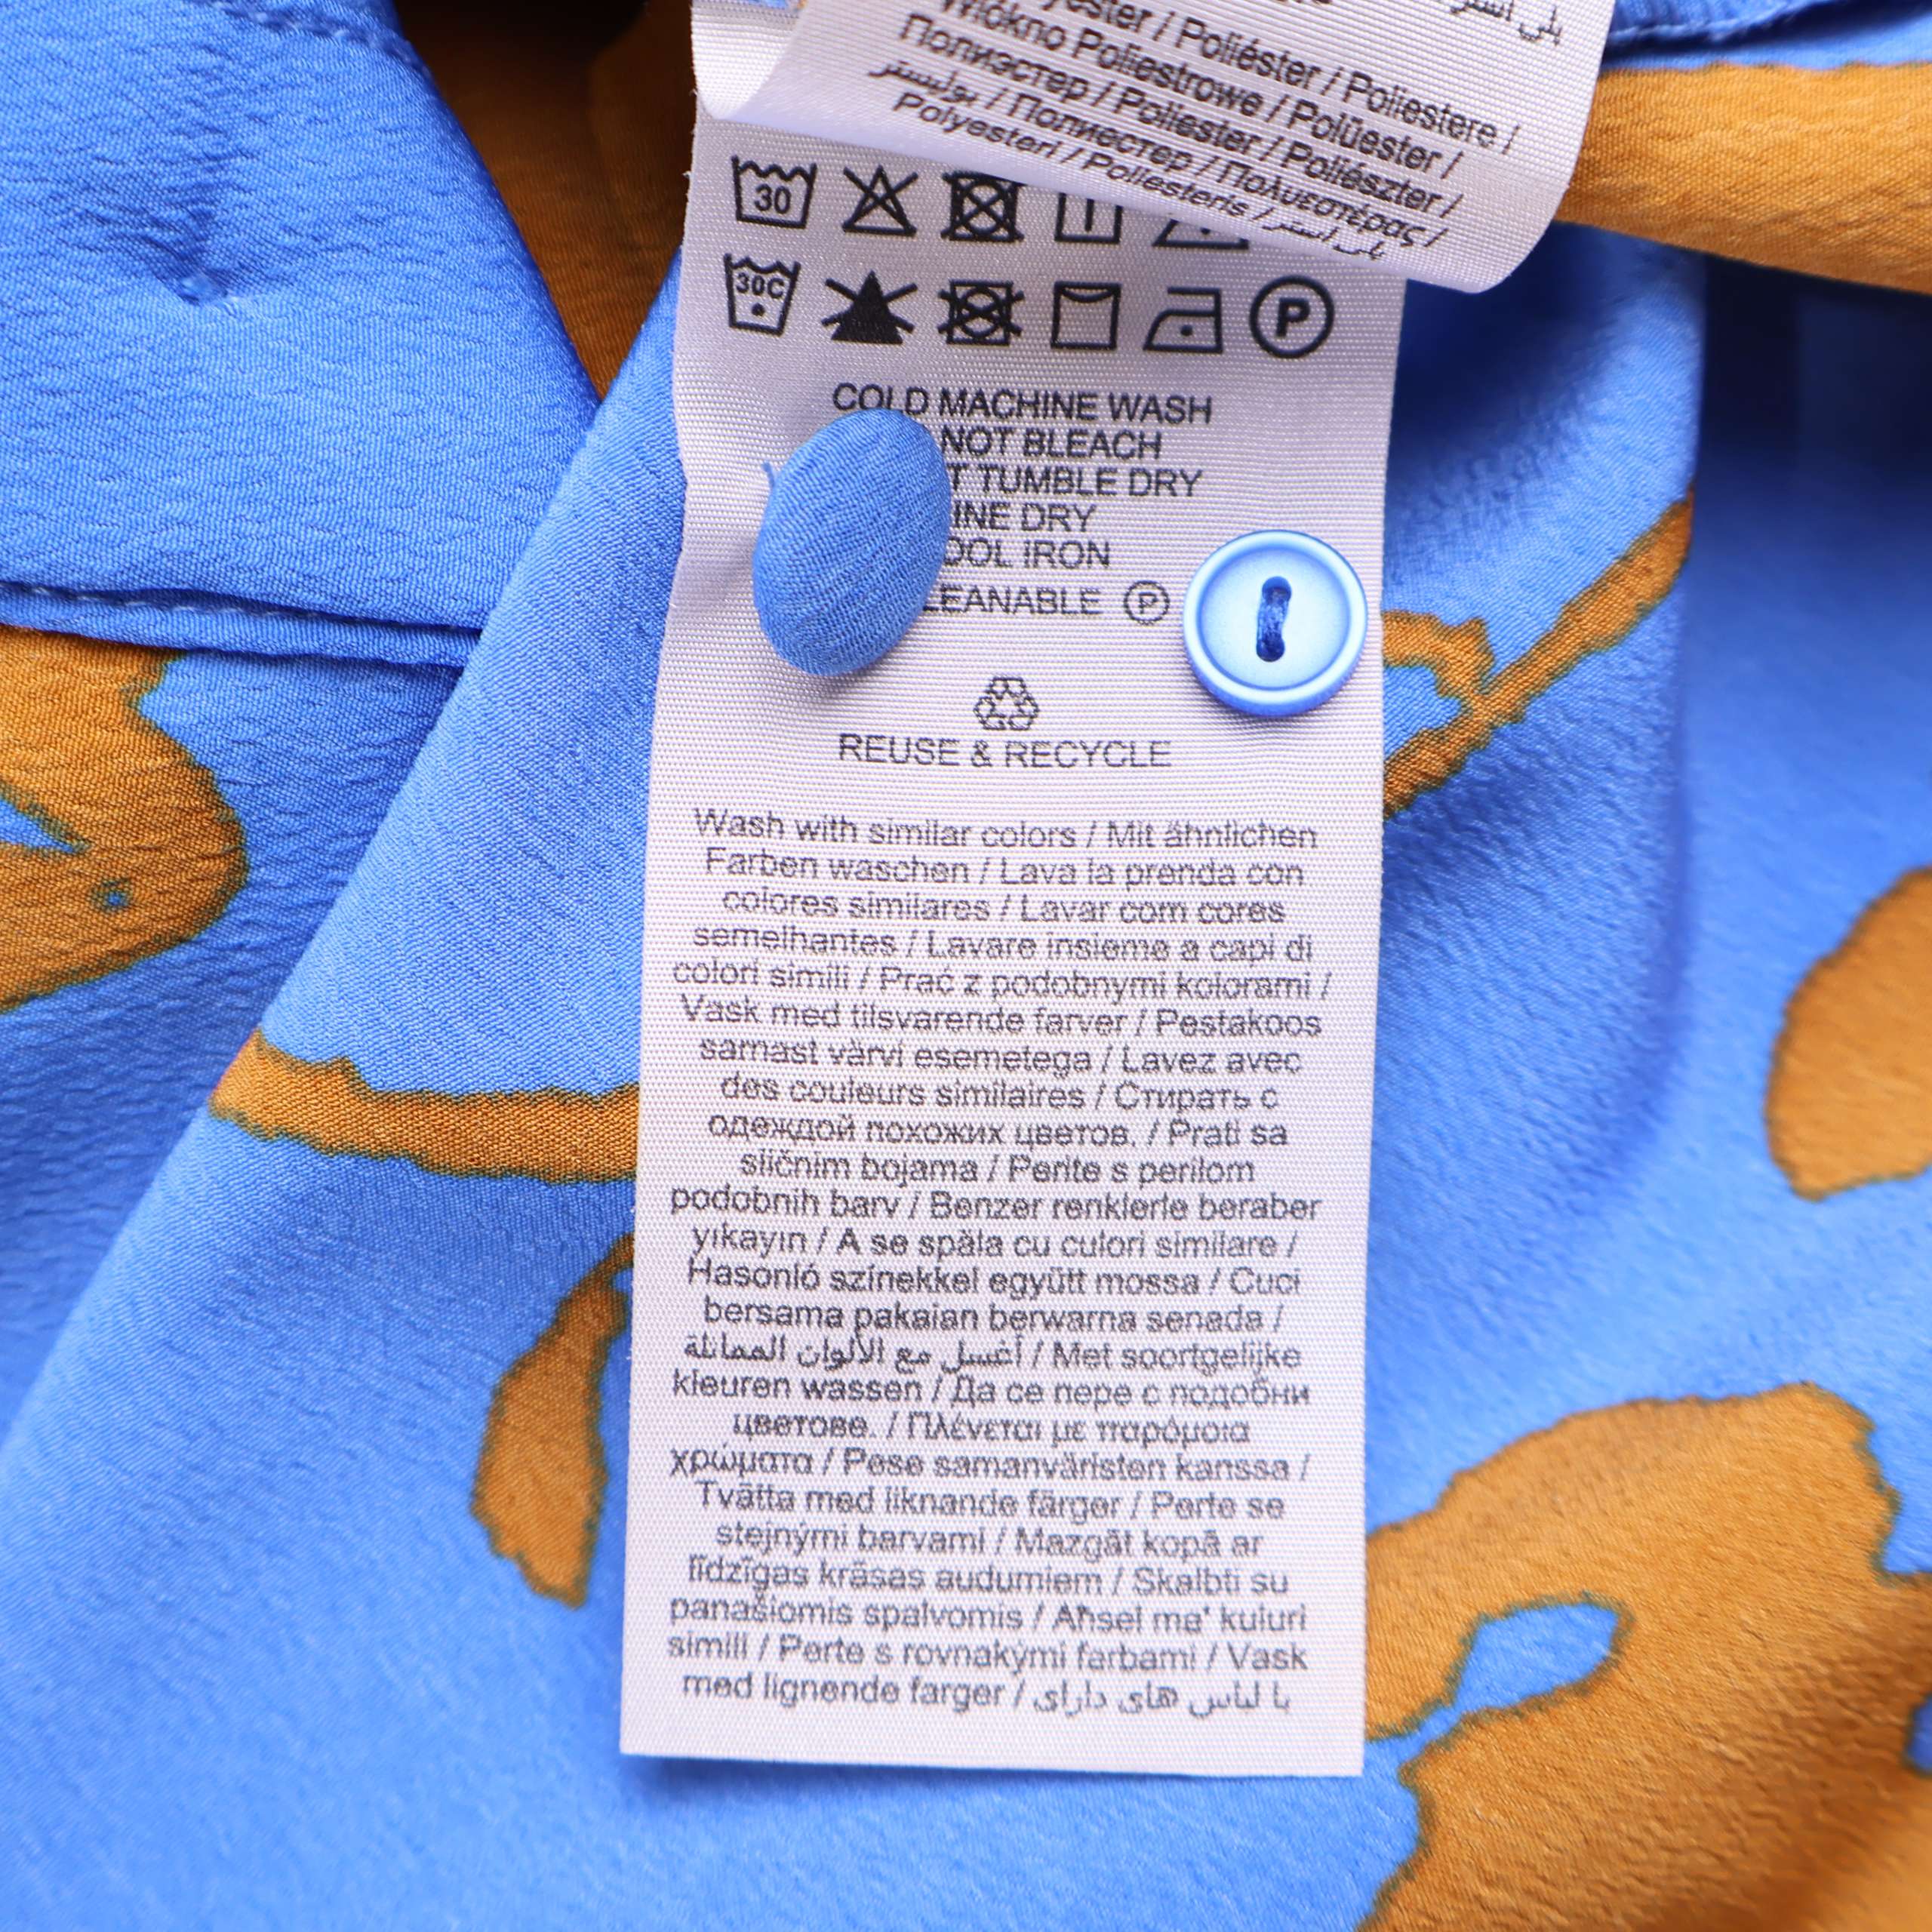 Poliéster / Poliestere /
Włókno Poliestrowe / Polüester /
Полиэстер / Poliester / Poliészter /
پولیستر / Полиестер / Πολυεστέρας /
Polyesteri / Poliesteris / پلی استر
30
30C
P
COLD MACHINE WASH
NOT BLEACH
T TUMBLE DRY
INE DRY
OOL IRON
LEANABLE P
REUSE & RECYCLE
Wash with similar colors / Mit ähnlichen
Farben waschen / Lava la prenda con
colores similares / Lavar com cores
semelhantes / Lavare insieme a capi di
colori simili / Prać z podobnymi kolorami /
Vask med tilsvarende farver / Pestakoos
sarnast värvi esemetega / Lavez avec
des couleurs similaires / Стирать с
одеждой похожих цветов. / Prati sa
sličnim bojama / Perite s perilom
podobnih barv / Benzer renklerle beraber
yıkayın / A se spăla cu culori similare /
Hasonló színekkel együtt mossa / Cuci
bersama pakaian berwarna senada /
أغسل مع الألوان المماثلة / Met soortgelijke
kleuren wassen / Да се пере с подобни
цветове. / Πλένεται με παρόμοια
χρώματα / Pese samanväristen kanssa /
Tvätta med liknande färger / Perte se
stejnými barvami / Mazgāt kopā ar
līdzīgas krāsas audumiem / Skalbti su
panašiomis spalvomis / Aħsel ma' kuluri
simili / Perte s rovnakými farbami / Vask
med lignende farger / با لباس های دارای